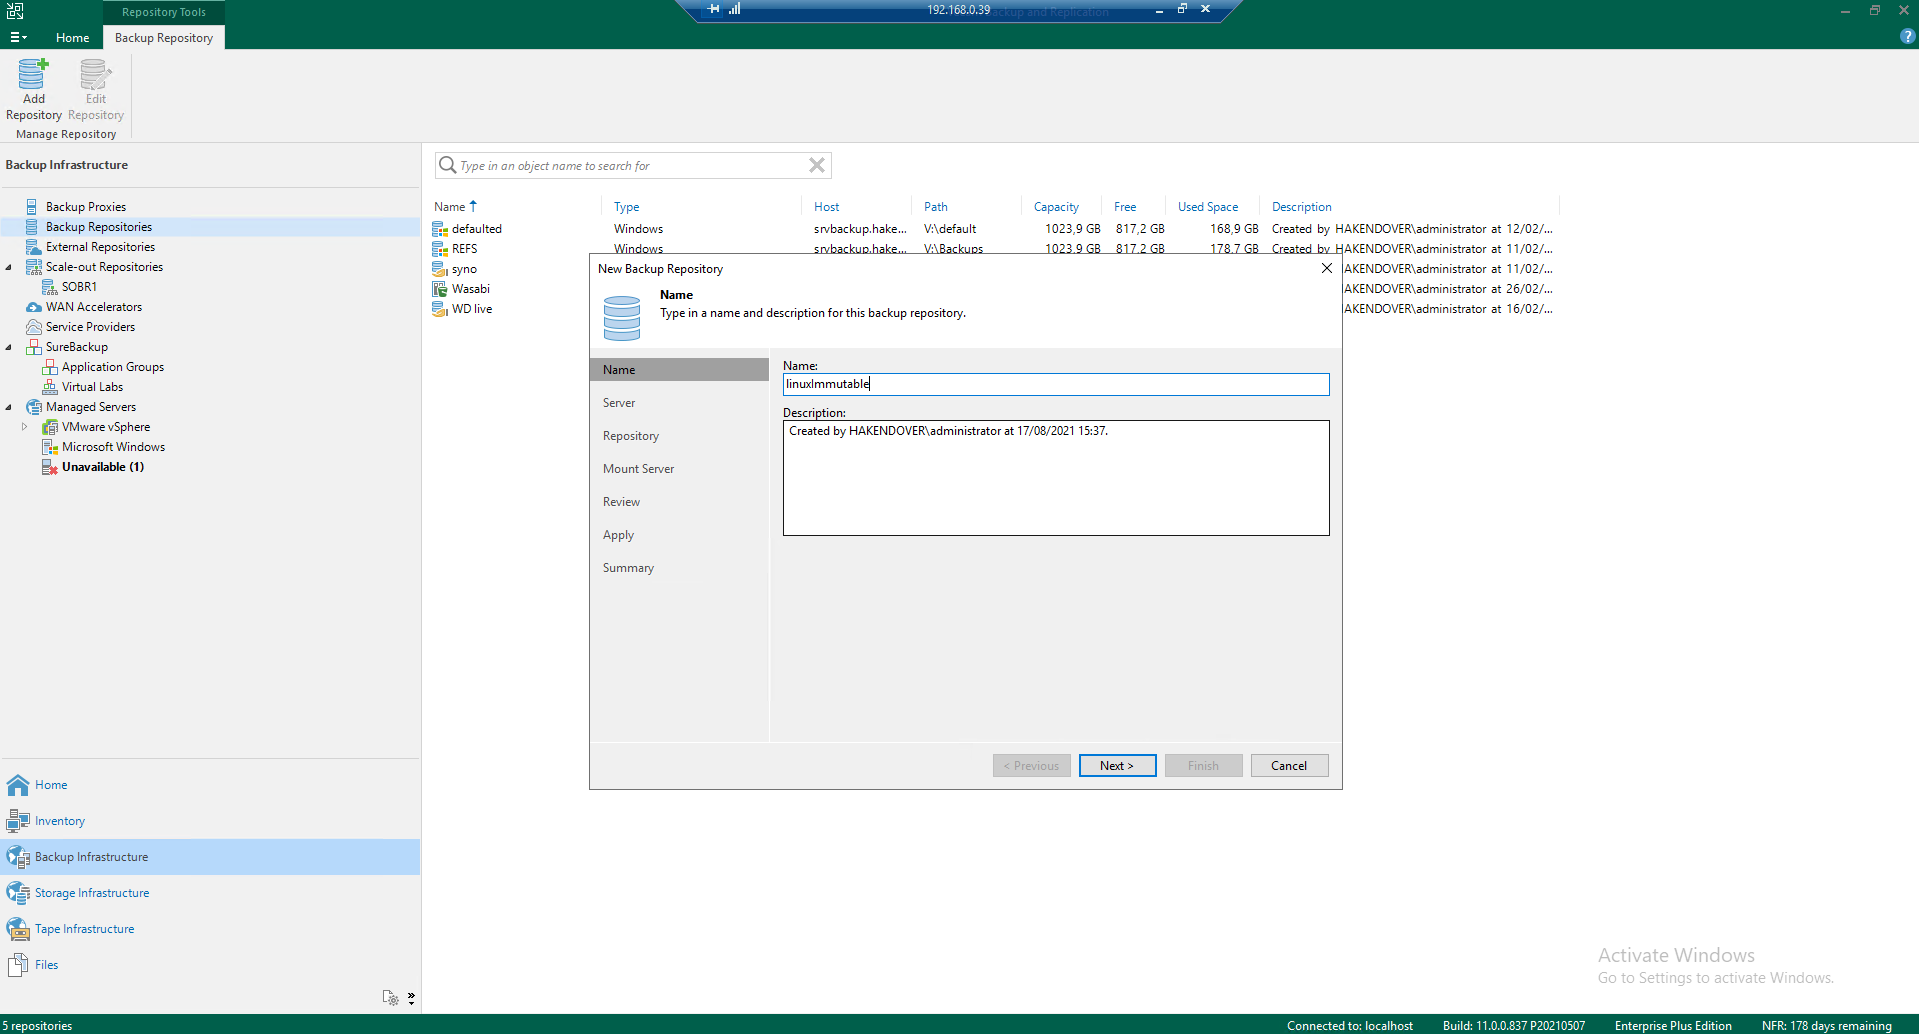 Repository Tools
192.168.0.39
Backup and Replication
Home
Backup Repository
Add Repository
Edit Repository
Manage Repository
Backup Infrastructure
Type in an object name to search for
Backup Proxies
Backup Repositories
External Repositories
Scale-out Repositories
SOBR1
WAN Accelerators
Service Providers
SureBackup
Application Groups
Virtual Labs
Managed Servers
VMware vSphere
Microsoft Windows
Unavailable (1)
Name Type Host Path Capacity Free Used Space Description
defaulted Windows srvbackup.hake... V:\default 1023,9 GB 817,2 GB 168,9 GB Created by HAKENDOVER\administrator at 12/02/...
REFS Windows srvbackup.hake... V:\Backups 1023,9 GB 817,2 GB 178,7 GB Created by HAKENDOVER\administrator at 11/02/...
syno AKENDOVER\administrator at 11/02/...
Wasabi AKENDOVER\administrator at 26/02/...
WD live AKENDOVER\administrator at 16/02/...
New Backup Repository
Name
Type in a name and description for this backup repository.
Name
Server
Repository
Mount Server
Review
Apply
Summary
Name:
linuxImmutable
Description:
Created by HAKENDOVER\administrator at 17/08/2021 15:37.
< Previous
Next >
Finish
Cancel
Home
Inventory
Backup Infrastructure
Storage Infrastructure
Tape Infrastructure
Files
Activate Windows
Go to Settings to activate Windows.
5 repositories
Connected to: localhost
Build: 11.0.0.837 P20210507
Enterprise Plus Edition
NFR: 178 days remaining